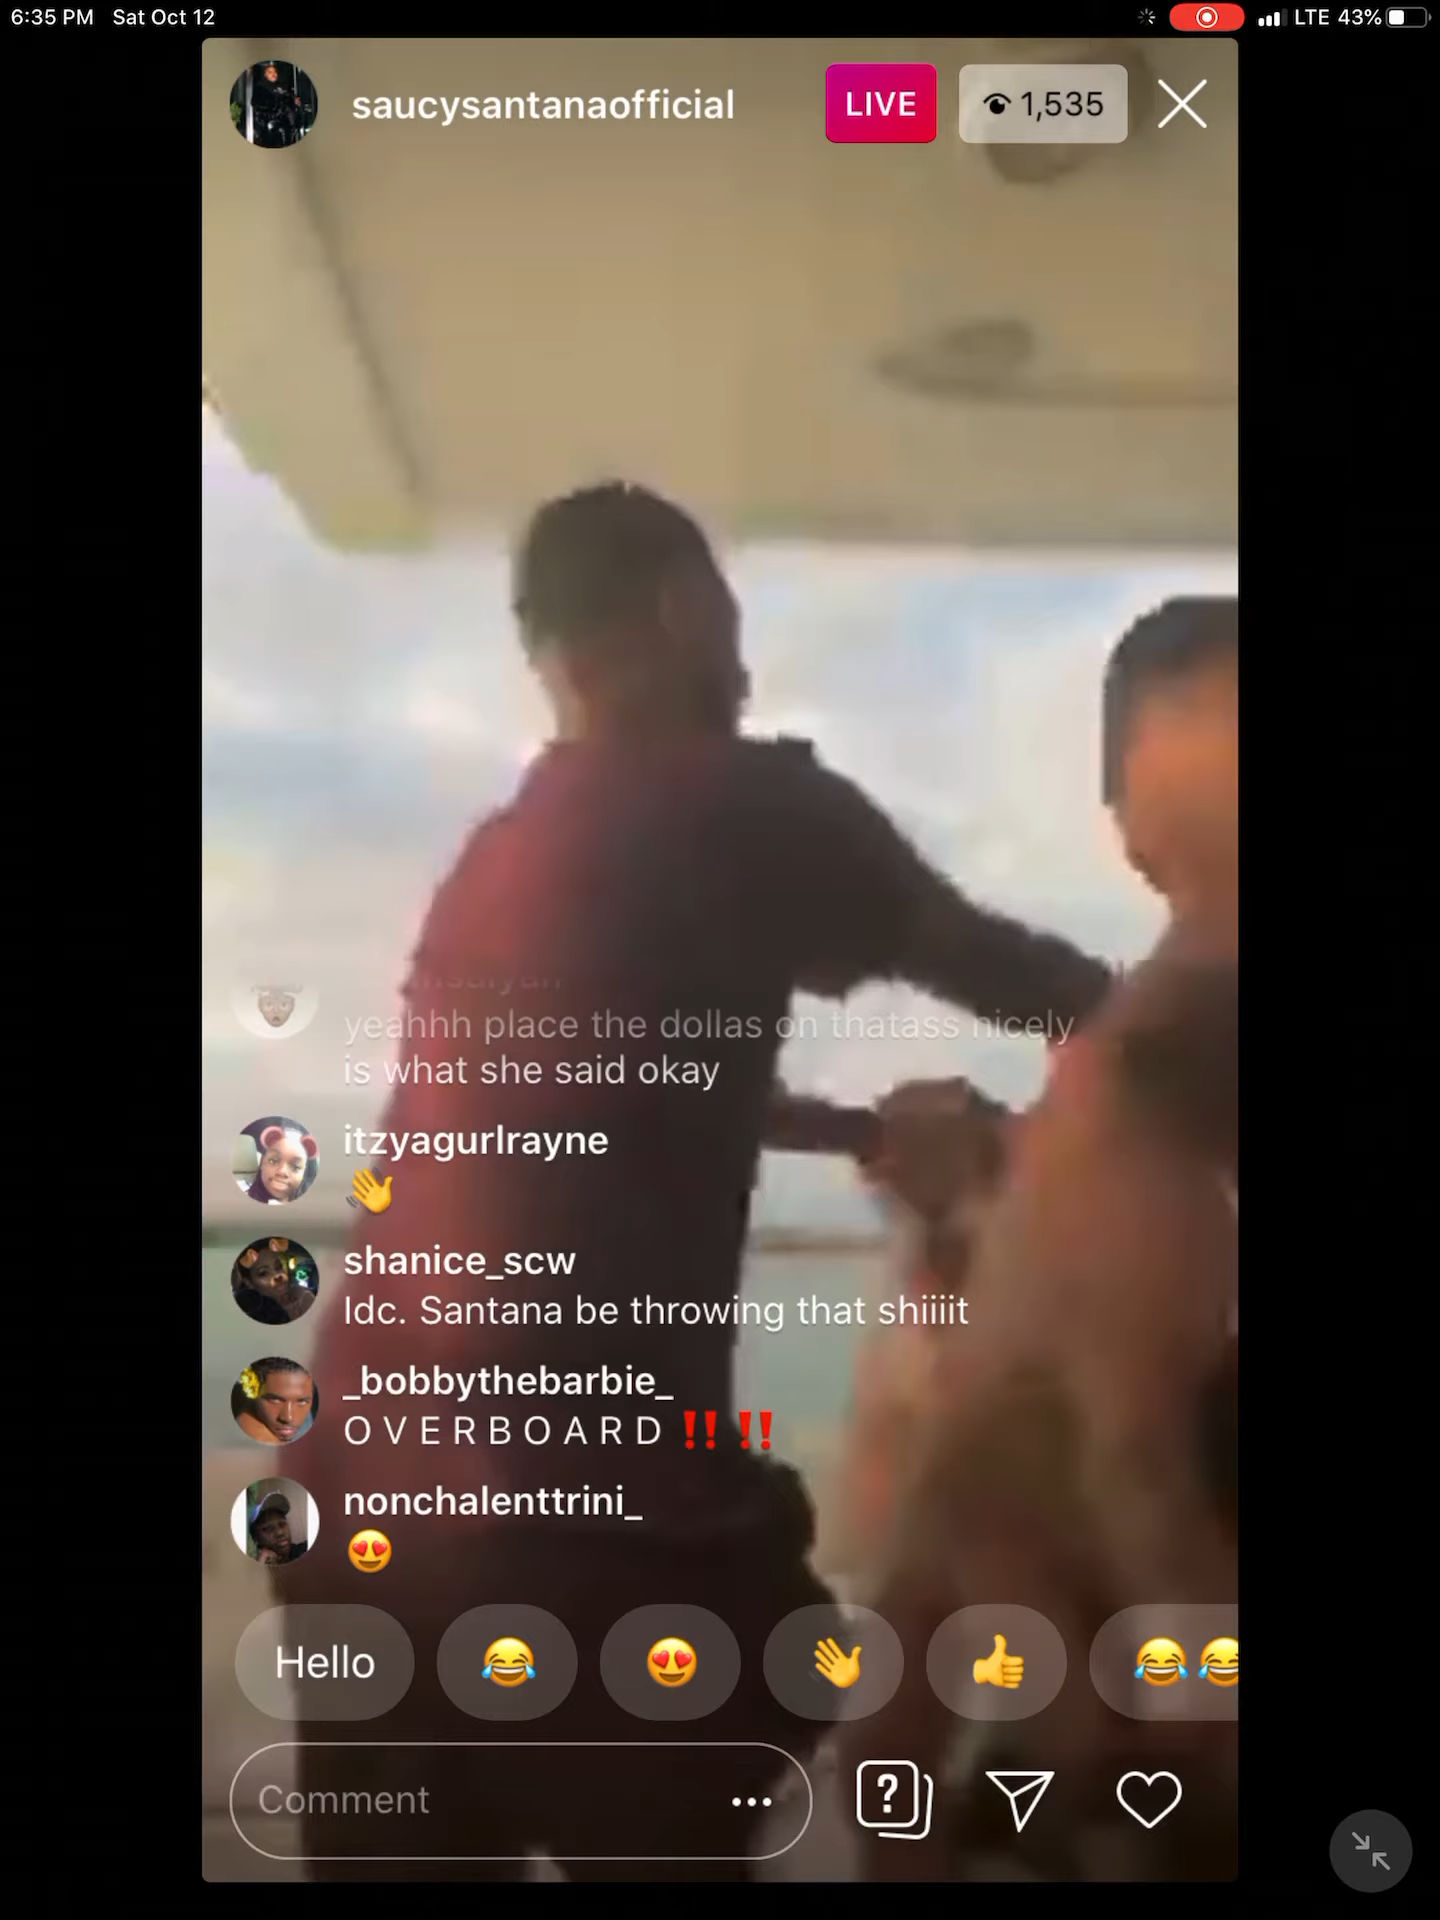 6:35 PM Sat Oct 12
LTE 43%
saucysantanaofficial
LIVE
1,535
yeahhh place the dollas on thatass nicely
is what she said okay
itzyagurlrayne
👋
shanice_scw
Idc. Santana be throwing that shiiiit
_bobbythebarbie_
O V E R B O A R D ‼️ ‼️
nonchalenttrini_
😍
Hello 😂 😍 👋 👍 😂😂
Comment
?